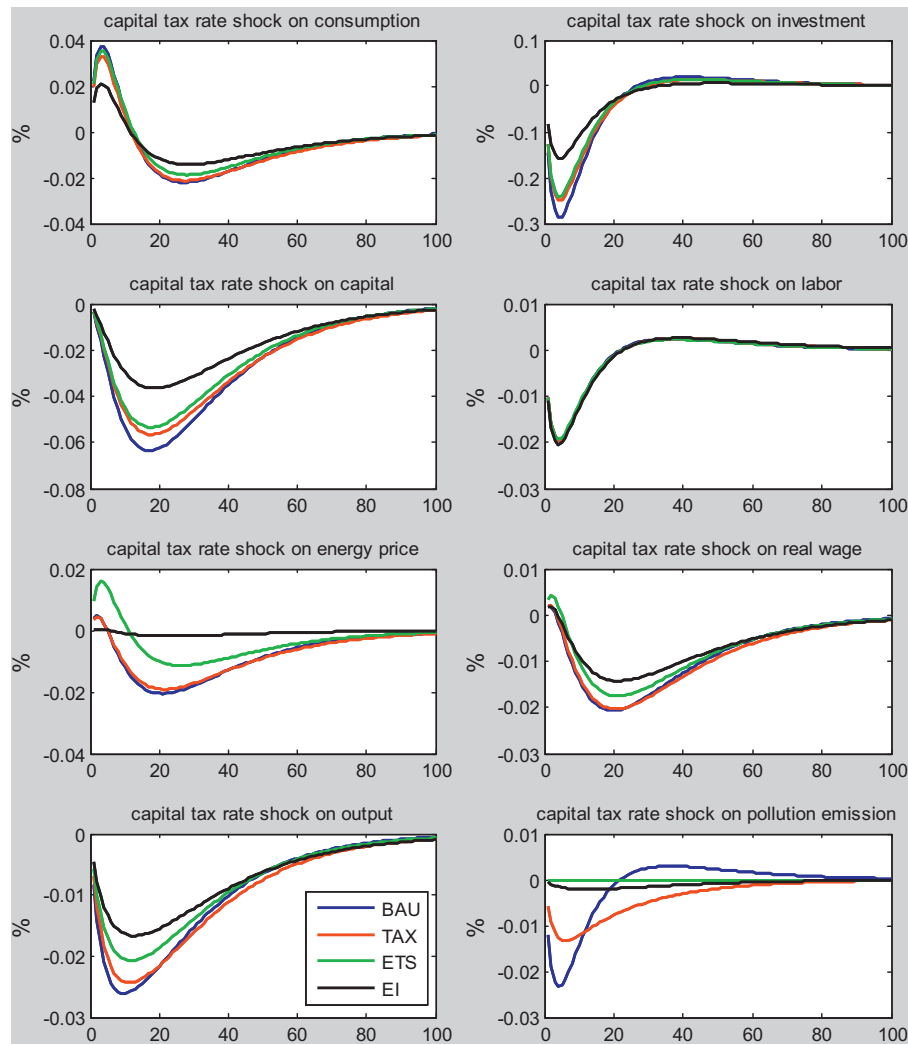 capital tax rate shock on consumption
0.04
0.02
0
-0.02
-0.04
%
0 20 40 60 80 100
capital tax rate shock on investment
0.1
0
-0.1
-0.2
-0.3
%
0 20 40 60 80 100
capital tax rate shock on capital
0
-0.02
-0.04
-0.06
-0.08
%
0 20 40 60 80 100
capital tax rate shock on labor
0.01
0
-0.01
-0.02
-0.03
%
0 20 40 60 80 100
capital tax rate shock on energy price
0.02
0
-0.02
-0.04
%
0 20 40 60 80 100
capital tax rate shock on real wage
0.01
0
-0.01
-0.02
-0.03
%
0 20 40 60 80 100
capital tax rate shock on output
0
-0.01
-0.02
-0.03
%
BAU
TAX
ETS
EI
0 20 40 60 80 100
capital tax rate shock on pollution emission
0.01
0
-0.01
-0.02
-0.03
%
0 20 40 60 80 100